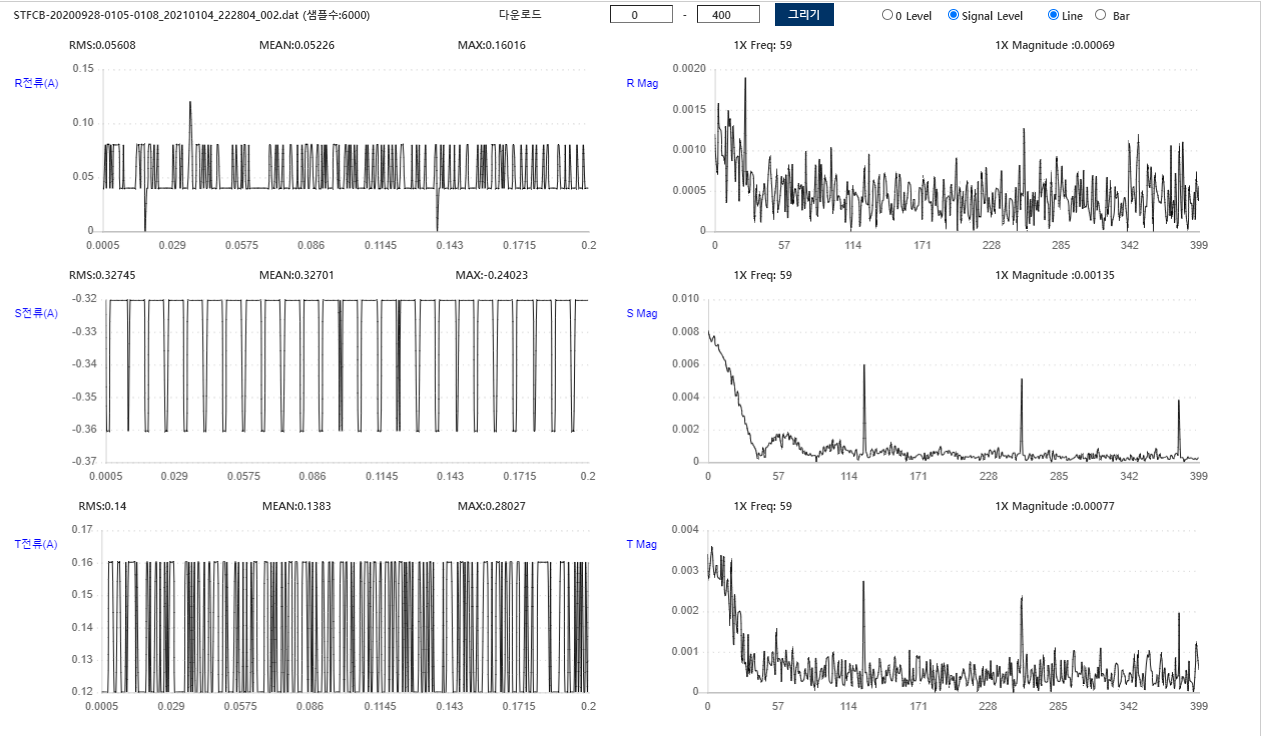 STFCB-20200928-0105-0108_20210104_222804_002.dat (샘플수:6000) 다운로드 0 - 400 그리기 0 Level Signal Level Line Bar
RMS:0.05608 MEAN:0.05226 MAX:0.16016 1X Freq: 59 1X Magnitude :0.00069
R전류(A)
0.15
0.10
0.05
0
0.0005 0.029 0.0575 0.086 0.1145 0.143 0.1715 0.2
R Mag
0.0020
0.0015
0.0010
0.0005
0
0 57 114 171 228 285 342 399
RMS:0.32745 MEAN:0.32701 MAX:-0.24023 1X Freq: 59 1X Magnitude :0.00135
S전류(A)
-0.32
-0.33
-0.34
-0.35
-0.36
-0.37
0.0005 0.029 0.0575 0.086 0.1145 0.143 0.1715 0.2
S Mag
0.010
0.008
0.006
0.004
0.002
0
0 57 114 171 228 285 342 399
RMS:0.14 MEAN:0.1383 MAX:0.28027 1X Freq: 59 1X Magnitude :0.00077
T전류(A)
0.17
0.16
0.15
0.14
0.13
0.12
0.0005 0.029 0.0575 0.086 0.1145 0.143 0.1715 0.2
T Mag
0.004
0.003
0.002
0.001
0
0 57 114 171 228 285 342 399